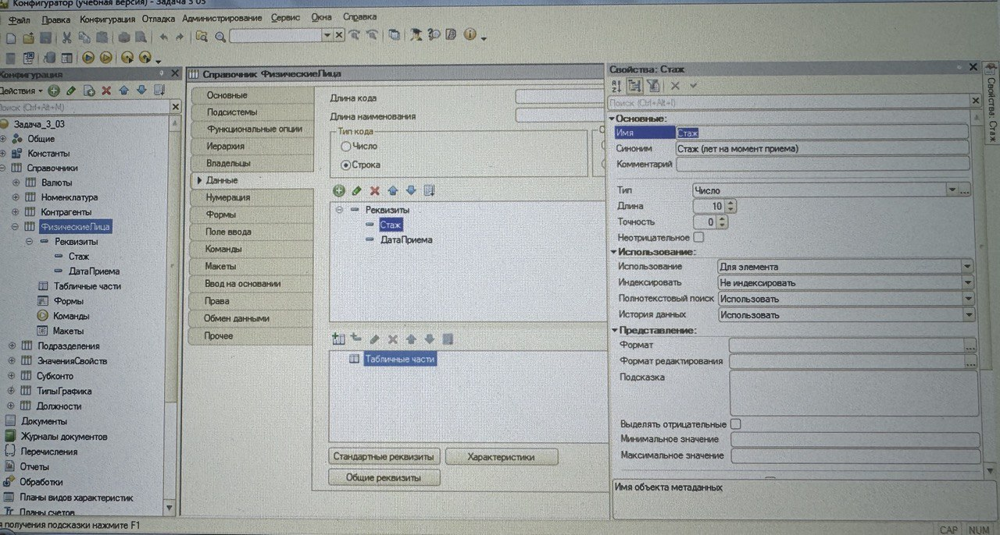 Конфигуратор (учебная версия) - Задача 3 03
Файл Правка Конфигурация Отладка Администрирование Сервис Окна Справка
Конфигурация
Действия
Поиск (Ctrl+Alt+M)
Задача_3_03
Общие
Константы
Справочники
Валюты
Номенклатура
Контрагенты
ФизическиеЛица
Реквизиты
Стаж
ДатаПриема
Табличные части
Формы
Команды
Макеты
Подразделения
ЗначенияСвойств
Субконто
ТипыГрафика
Должности
Документы
Журналы документов
Перечисления
Отчеты
Обработки
Планы видов характеристик
Планы счетов
Справочник ФизическиеЛица
Основные
Подсистемы
Функциональные опции
Иерархия
Владельцы
Данные
Нумерация
Формы
Поле ввода
Команды
Макеты
Ввод на основании
Права
Обмен данными
Прочее
Длина кода
Длина наименования
Тип кода
Число
Строка
Реквизиты
Стаж
ДатаПриема
Табличные части
Стандартные реквизиты Характеристики
Общие реквизиты
Свойства: Стаж
Поиск (Ctrl+Alt+I)
Основные:
Имя Стаж
Синоним Стаж (лет на момент приема)
Комментарий
Тип Число
Длина 10
Точность 0
Неотрицательное
Использование:
Использование Для элемента
Индексировать Не индексировать
Полнотекстовый поиск Использовать
История данных Использовать
Представление:
Формат
Формат редактирования
Подсказка
Выделять отрицательные
Минимальное значение
Максимальное значение
Имя объекта метаданных
Свойства: Стаж
я получения подсказки нажмите F1
CAP NUM